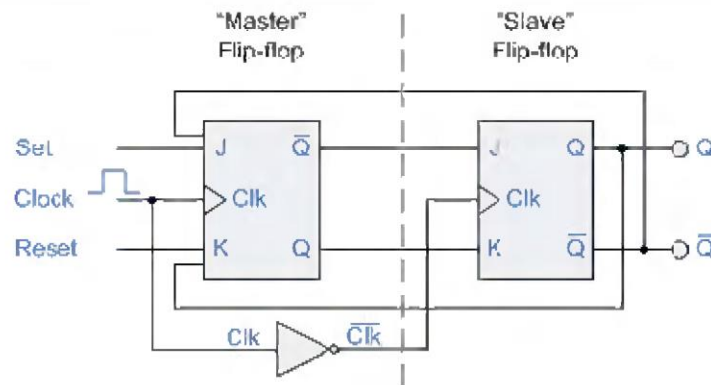 "Master"
Flip-flop
"Slave"
Flip-flop
Set
J
Q̅
J
Q
Q
Clock
Clk
Clk
Reset
K
Q
K
Q̅
Q̅
Clk
C̅l̅k̅